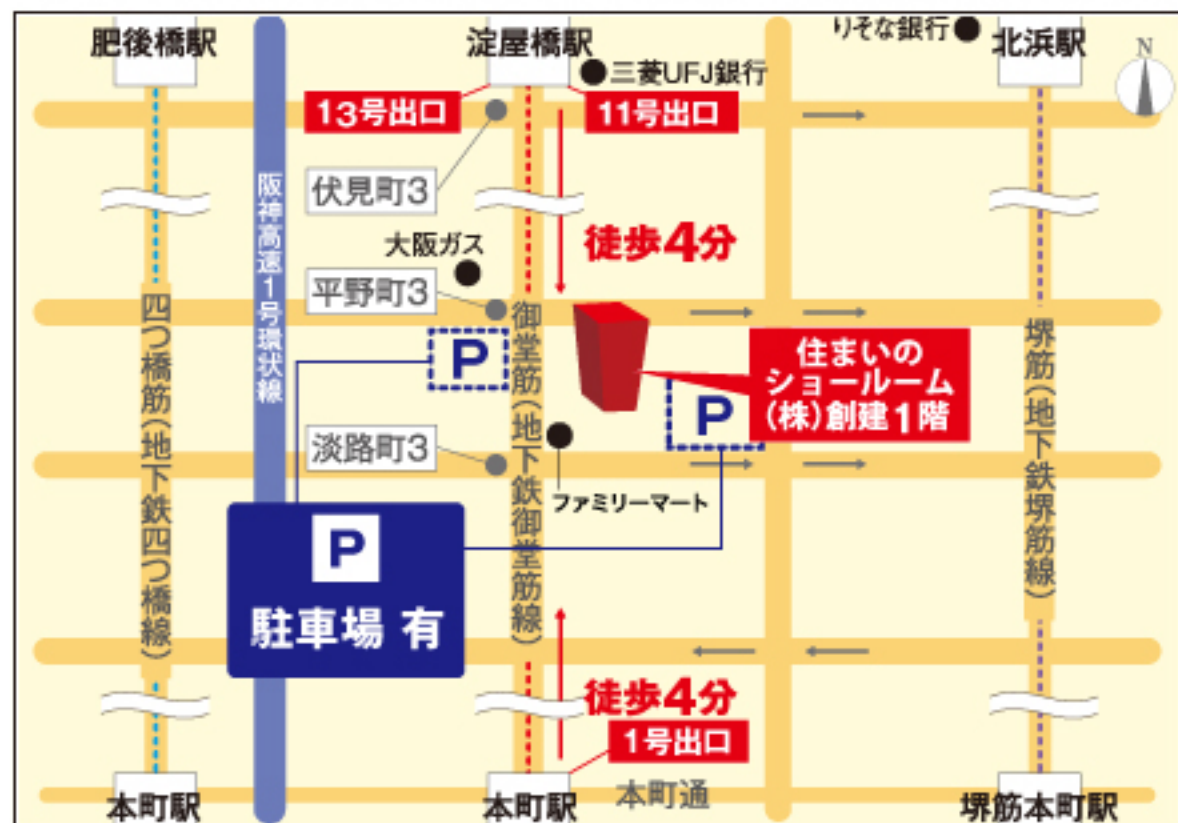 肥後橋駅
淀屋橋駅
りそな銀行
北浜駅
N
三菱UFJ銀行
13号出口
11号出口
阪神高速1号環状線
伏見町3
徒歩4分
大阪ガス
平野町3
四つ橋筋(地下鉄四つ橋線)
御堂筋(地下鉄御堂筋線)
堺筋(地下鉄堺筋線)
P
住まいの
ショールーム
(株)創建1階
P
淡路町3
ファミリーマート
P
駐車場 有
徒歩4分
1号出口
本町駅
本町駅
本町通
堺筋本町駅